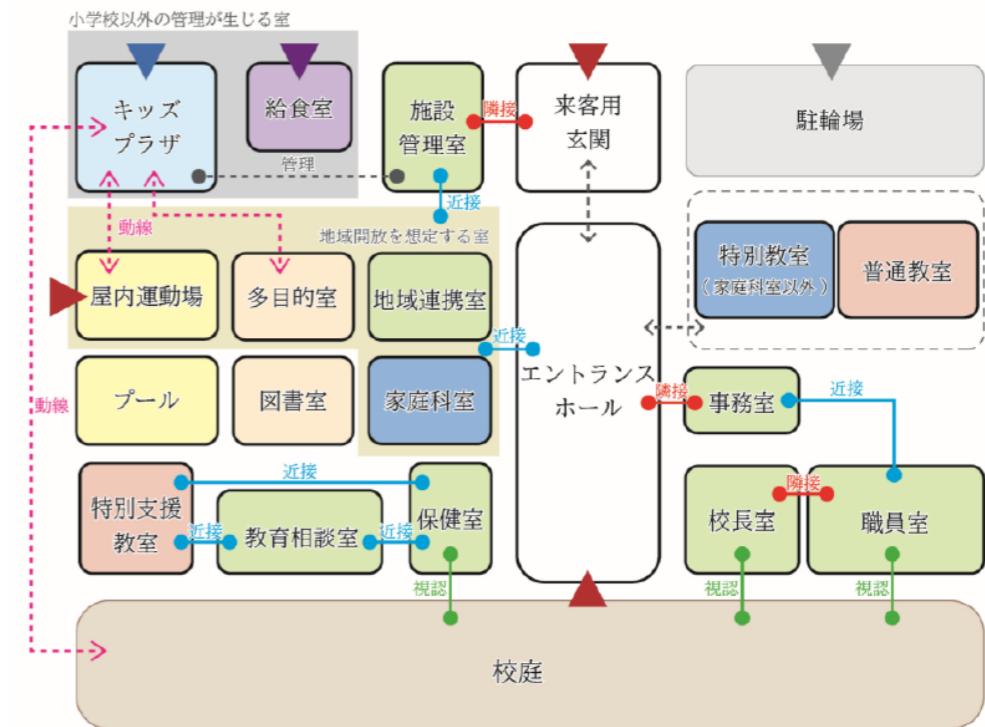 小学校以外の管理が生じる室
キッズ
プラザ
給食室
施設
管理室
隣接
来客用
玄関
駐輪場
管理
近接
動線
地域開放を想定する室
屋内運動場
多目的室
地域連携室
特別教室
（家庭科室以外）
普通教室
近接
エントランス
ホール
動線
プール
図書室
家庭科室
隣接
事務室
近接
特別支援
教室
近接
近接
教育相談室
近接
保健室
校長室
隣接
職員室
視認
視認
視認
校庭